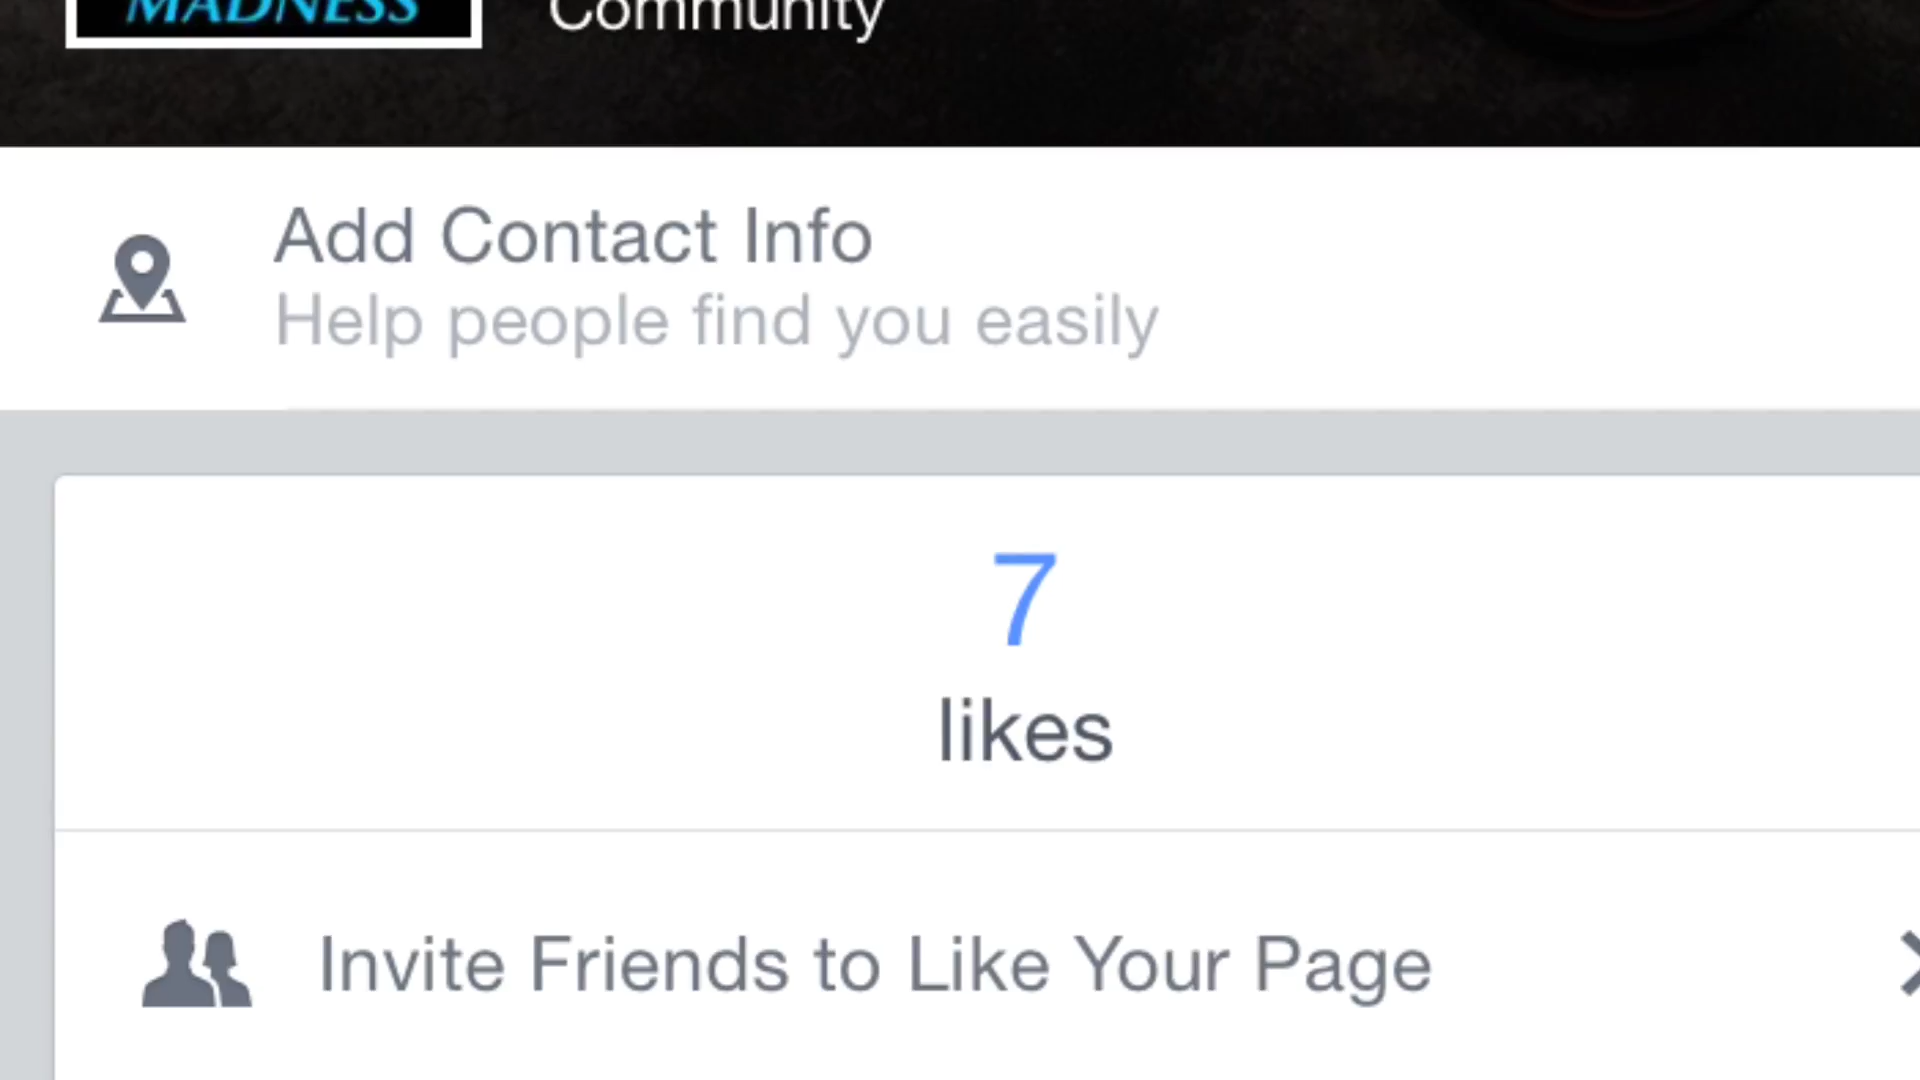 MADNESS
Community
Add Contact Info
Help people find you easily
7
likes
Invite Friends to Like Your Page